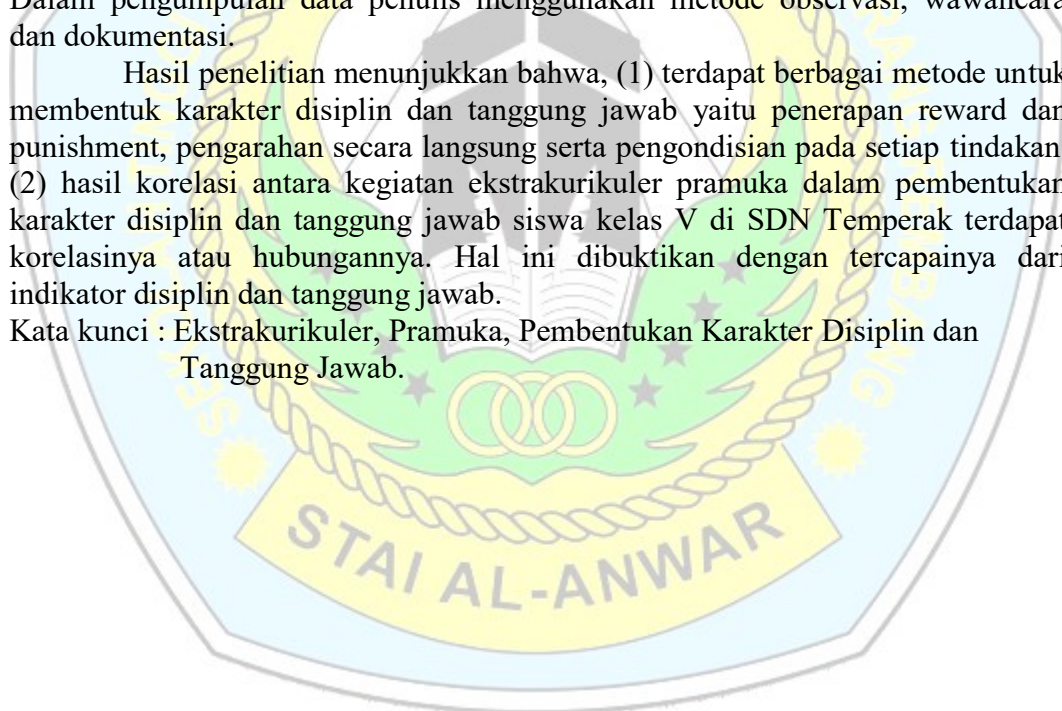 Dalam pengumpulan data penulis menggunakan metode observasi, wawancara
dan dokumentasi.
Hasil penelitian menunjukkan bahwa, (1) terdapat berbagai metode untuk
membentuk karakter disiplin dan tanggung jawab yaitu penerapan reward dan
punishment, pengarahan secara langsung serta pengondisian pada setiap tindakan
(2) hasil korelasi antara kegiatan ekstrakurikuler pramuka dalam pembentukan
karakter disiplin dan tanggung jawab siswa kelas V di SDN Temperak terdapat
korelasinya atau hubungannya. Hal ini dibuktikan dengan tercapainya dari
indikator disiplin dan tanggung jawab.
Kata kunci : Ekstrakurikuler, Pramuka, Pembentukan Karakter Disiplin dan
Tanggung Jawab.
STAI AL-ANWAR